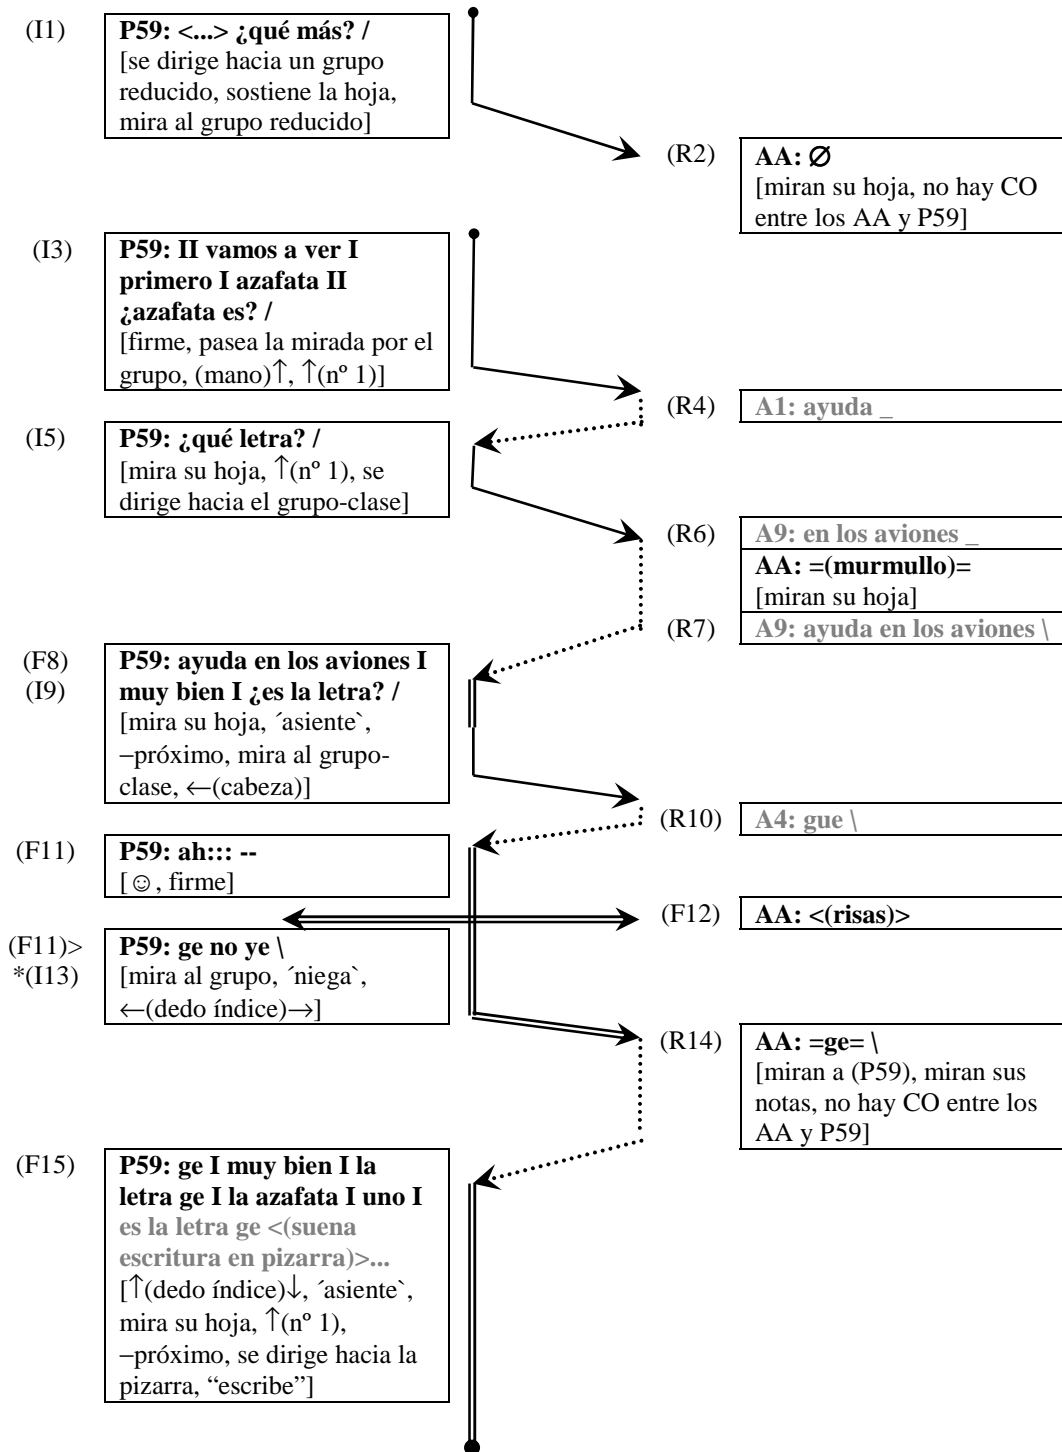 (I1)
P59: <...> ¿qué más? /
[se dirige hacia un grupo
reducido, sostiene la hoja,
mira al grupo reducido]
(R2)
AA: Ø
[miran su hoja, no hay CO
entre los AA y P59]
(I3)
P59: II vamos a ver I
primero I azafata II
¿azafata es? /
[firme, pasea la mirada por el
grupo, (mano)↑, ↑(nº 1)]
(R4)
A1: ayuda _
(I5)
P59: ¿qué letra? /
[mira su hoja, ↑(nº 1), se
dirige hacia el grupo-clase]
(R6)
A9: en los aviones _
AA: =(murmullo)=
[miran su hoja]
(R7)
A9: ayuda en los aviones \
(F8)
(I9)
P59: ayuda en los aviones I
muy bien I ¿es la letra? /
[mira su hoja, ´asiente`,
−próximo, mira al grupo-
clase, ←(cabeza)]
(R10)
A4: gue \
(F11)
P59: ah::: --
[☺, firme]
(F12)
AA: <(risas)>
(F11)>
*(I13)
P59: ge no ye \
[mira al grupo, ´niega`,
←(dedo índice)→]
(R14)
AA: =ge= \
[miran a (P59), miran sus
notas, no hay CO entre los
AA y P59]
(F15)
P59: ge I muy bien I la
letra ge I la azafata I uno I
es la letra ge <(suena
escritura en pizarra)>...
[↑(dedo índice)↓, ´asiente`,
mira su hoja, ↑(nº 1),
−próximo, se dirige hacia la
pizarra, “escribe”]